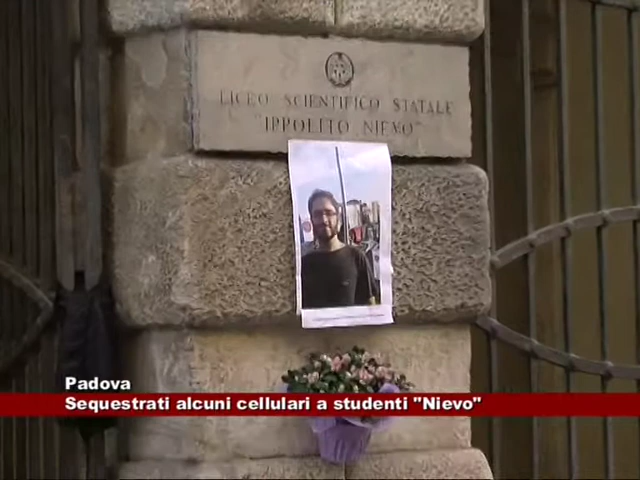 LICEO SCIENTIFICO STATALE
"IPPOLITO NIEVO"
Padova
Sequestrati alcuni cellulari a studenti "Nievo"